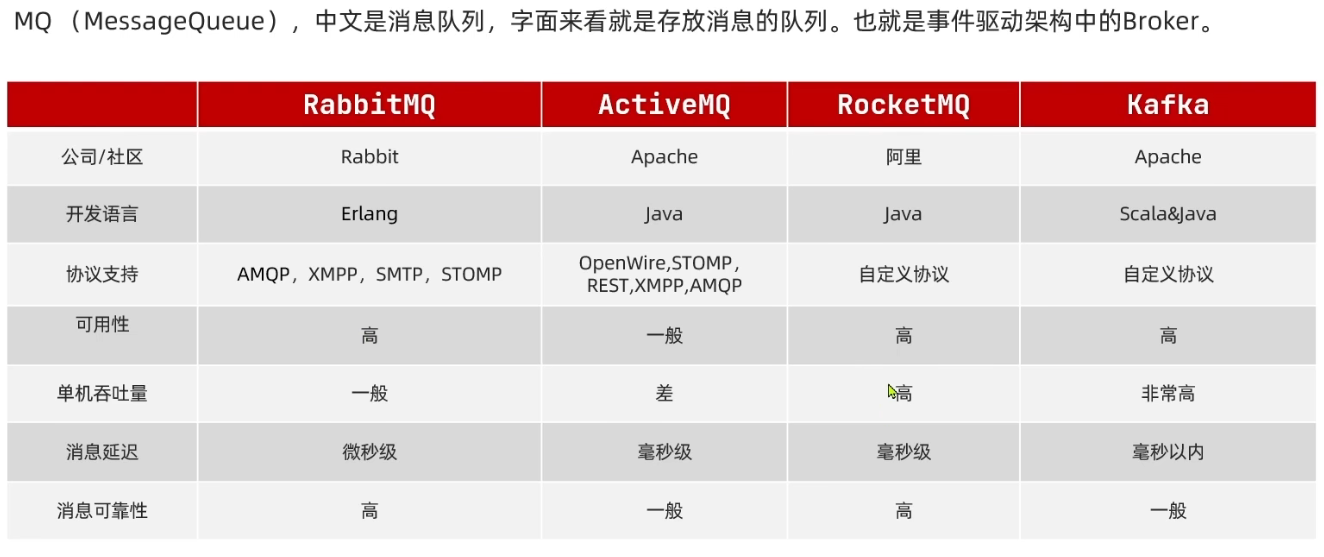 MQ （MessageQueue），中文是消息队列，字面来看就是存放消息的队列。也就是事件驱动架构中的Broker。
RabbitMQ ActiveMQ RocketMQ Kafka
公司/社区 Rabbit Apache 阿里 Apache
开发语言 Erlang Java Java Scala&Java
协议支持 AMQP，XMPP，SMTP，STOMP OpenWire,STOMP， 自定义协议 自定义协议
REST,XMPP,AMQP
可用性 高 一般 高 高
单机吞吐量 一般 差 高 非常高
消息延迟 微秒级 毫秒级 毫秒级 毫秒以内
消息可靠性 高 一般 高 一般